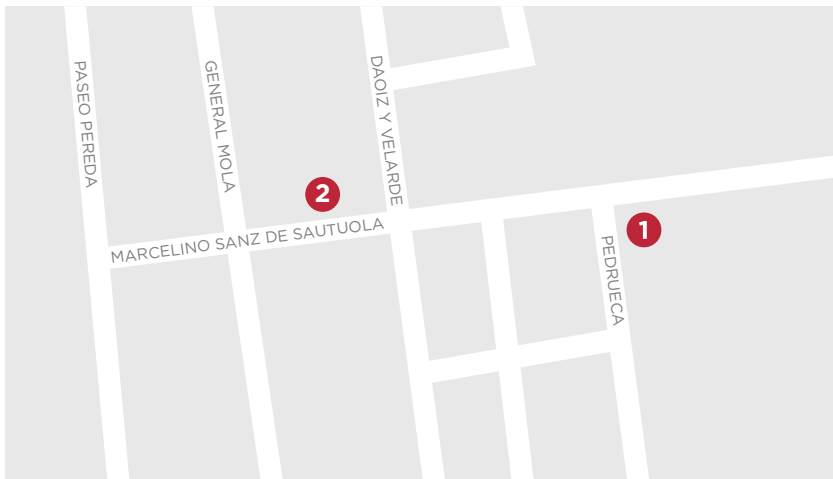 PASEO PEREDA
GENERAL MOLA
DAOIZ Y VELARDE
2
MARCELINO SANZ DE SAUTUOLA
1
PEDRUECA